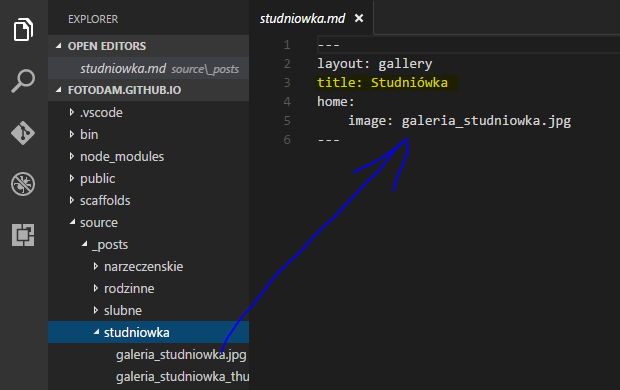 EXPLORER
OPEN EDITORS
studniowka.md source\_posts
FOTODAM.GITHUB.IO
.vscode
bin
node_modules
public
scaffolds
source
_posts
narzeczenskie
rodzinne
slubne
studniowka
galeria_studniowka.jpg
galeria_studniowka_thu
studniowka.md
1 ---
2 layout: gallery
3 title: Studniówka
4 home:
5 image: galeria_studniowka.jpg
6 ---